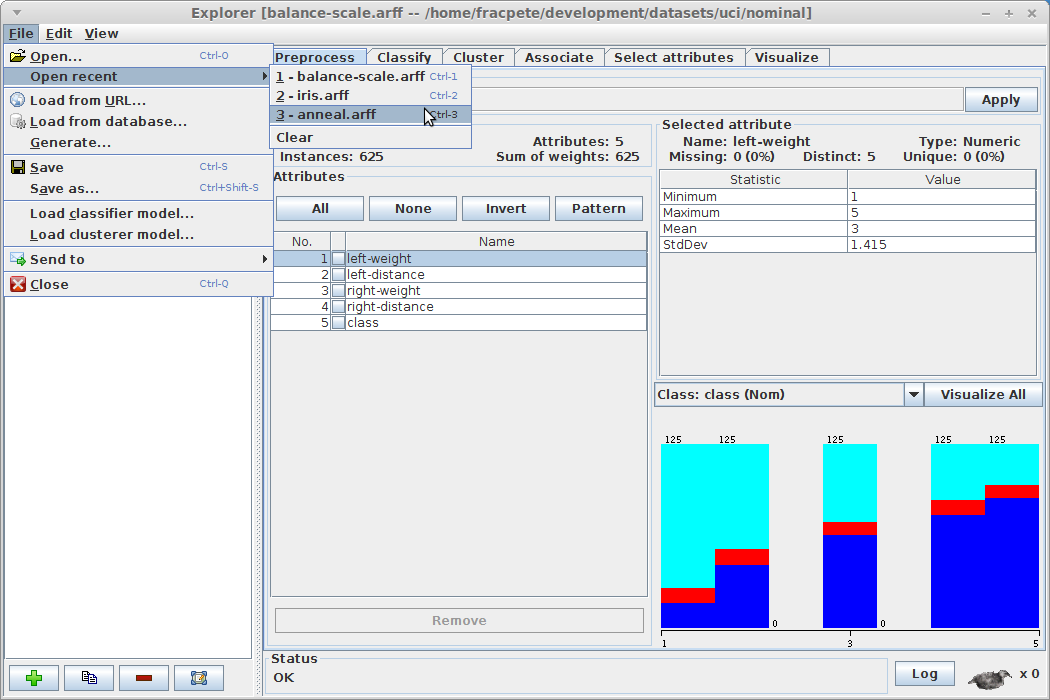 Explorer [balance-scale.arff -- /home/fracpete/development/datasets/uci/nominal]
File Edit View
Open... Ctrl-O
Open recent
Load from URL...
Load from database...
Generate...
Save Ctrl-S
Save as... Ctrl+Shift-S
Load classifier model...
Load clusterer model...
Send to
Close Ctrl-Q
1 - balance-scale.arff Ctrl-1
2 - iris.arff Ctrl-2
3 - anneal.arff Ctrl-3
Clear
Preprocess Classify Cluster Associate Select attributes Visualize
Apply
Attributes: 5
Instances: 625 Sum of weights: 625
Attributes
All None Invert Pattern
No. Name
1 left-weight
2 left-distance
3 right-weight
4 right-distance
5 class
Remove
Selected attribute
Name: left-weight Type: Numeric
Missing: 0 (0%) Distinct: 5 Unique: 0 (0%)
Statistic Value
Minimum 1
Maximum 5
Mean 3
StdDev 1.415
Class: class (Nom) Visualize All
125 125 125 125 125
0 0
1 3 5
Status
OK
Log x 0